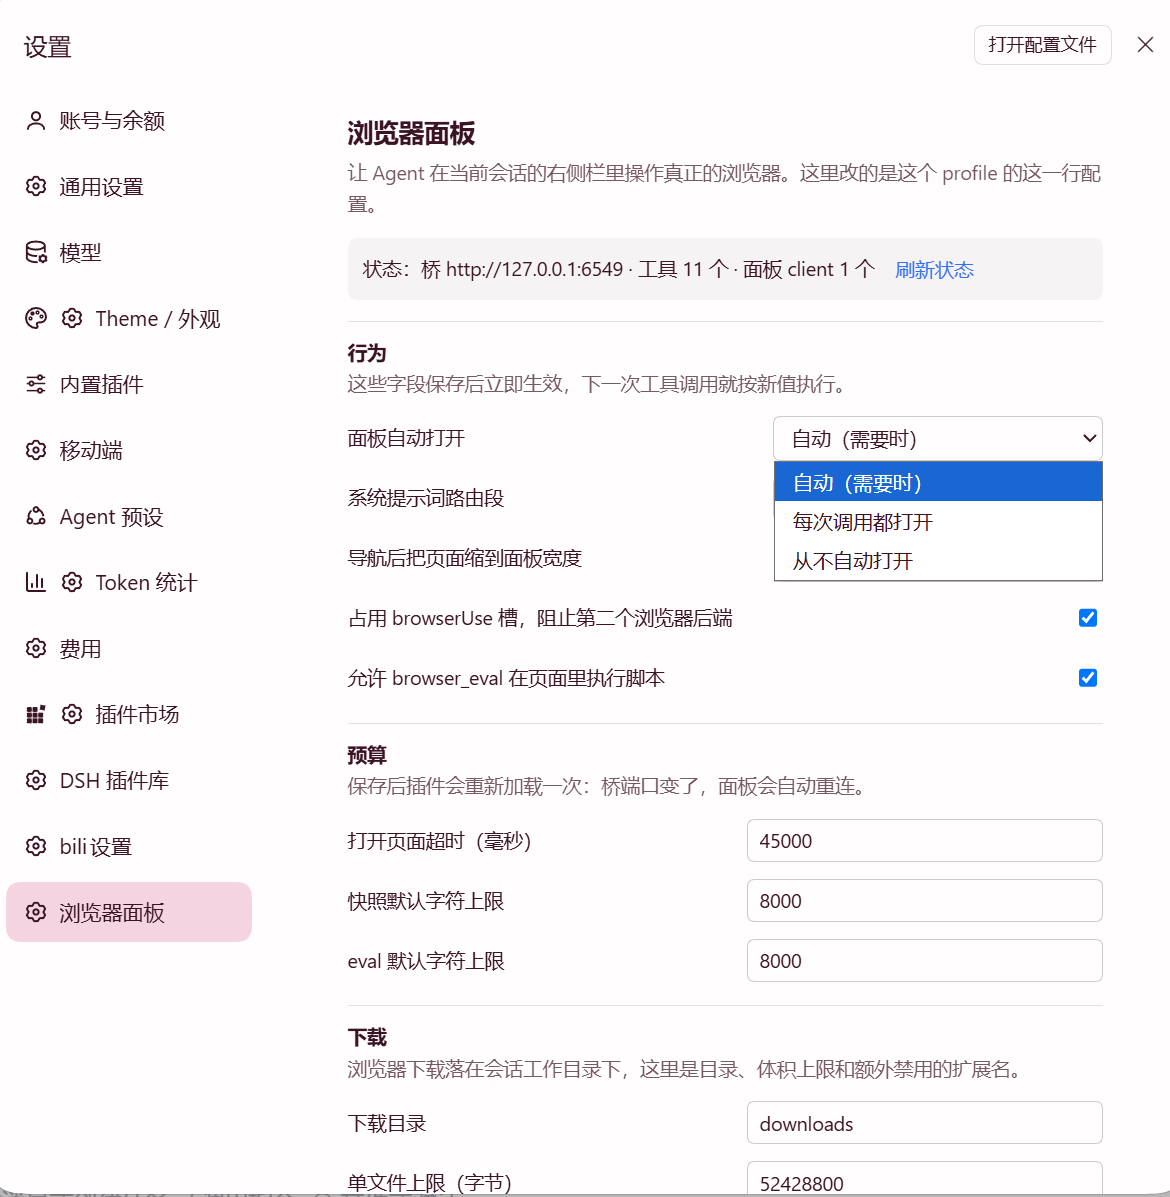 设置
打开配置文件
账号与余额
通用设置
模型
Theme / 外观
内置插件
移动端
Agent 预设
Token 统计
费用
插件市场
DSH 插件库
bili 设置
浏览器面板
浏览器面板
让 Agent 在当前会话的右侧栏里操作真正的浏览器。这里改的是这个 profile 的这一行配
置。
状态：桥 http://127.0.0.1:6549 · 工具 11 个 · 面板 client 1 个 刷新状态
行为
这些字段保存后立即生效，下一次工具调用就按新值执行。
面板自动打开
自动（需要时）
自动（需要时）
每次调用都打开
从不自动打开
系统提示词路由段
导航后把页面缩到面板宽度
占用 browserUse 槽，阻止第二个浏览器后端
允许 browser_eval 在页面里执行脚本
预算
保存后插件会重新加载一次：桥端口变了，面板会自动重连。
打开页面超时（毫秒）
45000
快照默认字符上限
8000
eval 默认字符上限
8000
下载
浏览器下载落在会话工作目录下，这里是目录、体积上限和额外禁用的扩展名。
下载目录
downloads
单文件上限（字节）
52428800